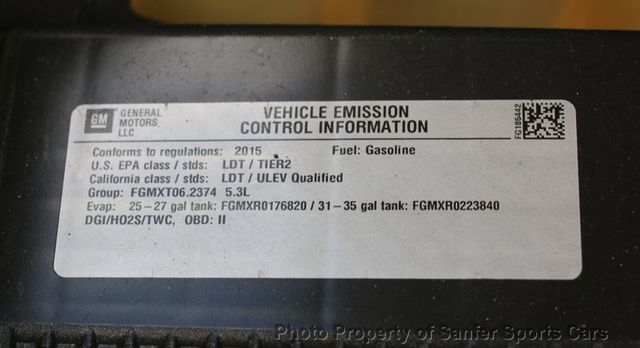 GM
GENERAL
MOTORS
LLC
VEHICLE EMISSION
CONTROL INFORMATION
FG185442
Conforms to regulations: 2015 Fuel: Gasoline
U.S. EPA class / stds: LDT / TIER2
California class / stds: LDT / ULEV Qualified
Group: FGMXT06.2374 5.3L
Evap: 25-27 gal tank: FGMXR0176820 / 31-35 gal tank: FGMXR0223840
DGI/HO2S/TWC, OBD: II
Photo Property of Sanfer Sports Cars